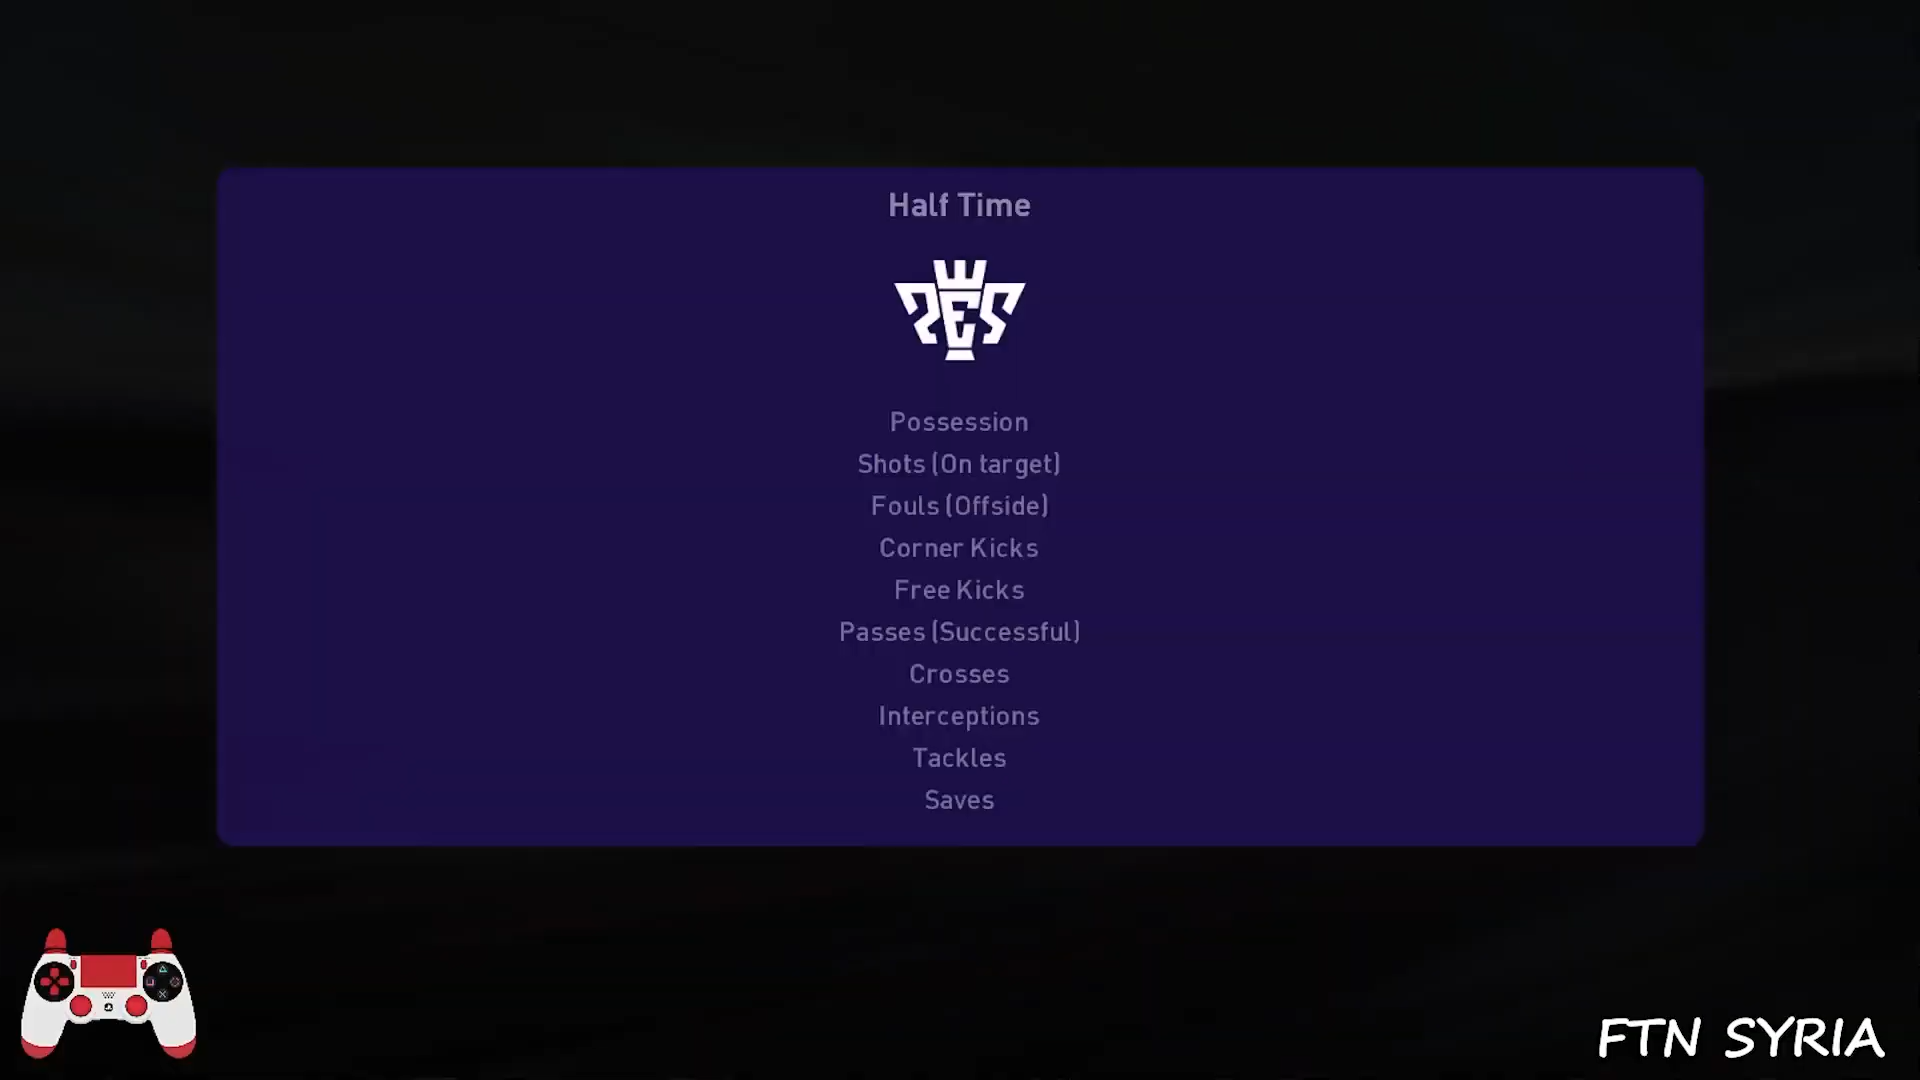 Half Time
PES
Possession
Shots (On target)
Fouls (Offside)
Corner Kicks
Free Kicks
Passes (Successful)
Crosses
Interceptions
Tackles
Saves
FTN SYRIA